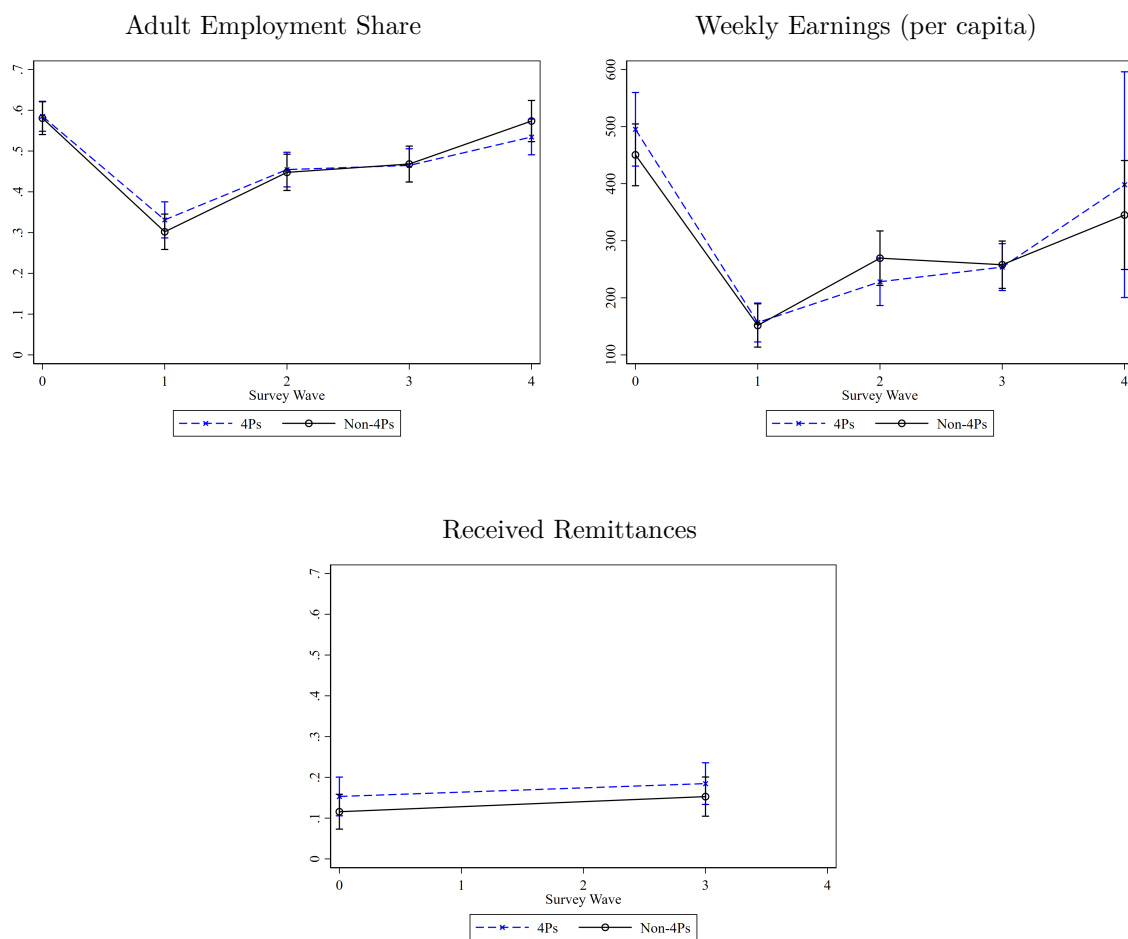 Adult Employment Share
.7
.6
.5
.4
.3
.2
.1
0
0 1 2 3 4
Survey Wave
4Ps Non-4Ps
Weekly Earnings (per capita)
600
500
400
300
200
100
0 1 2 3 4
Survey Wave
4Ps Non-4Ps
Received Remittances
.7
.6
.5
.4
.3
.2
.1
0
0 1 2 3 4
Survey Wave
4Ps Non-4Ps